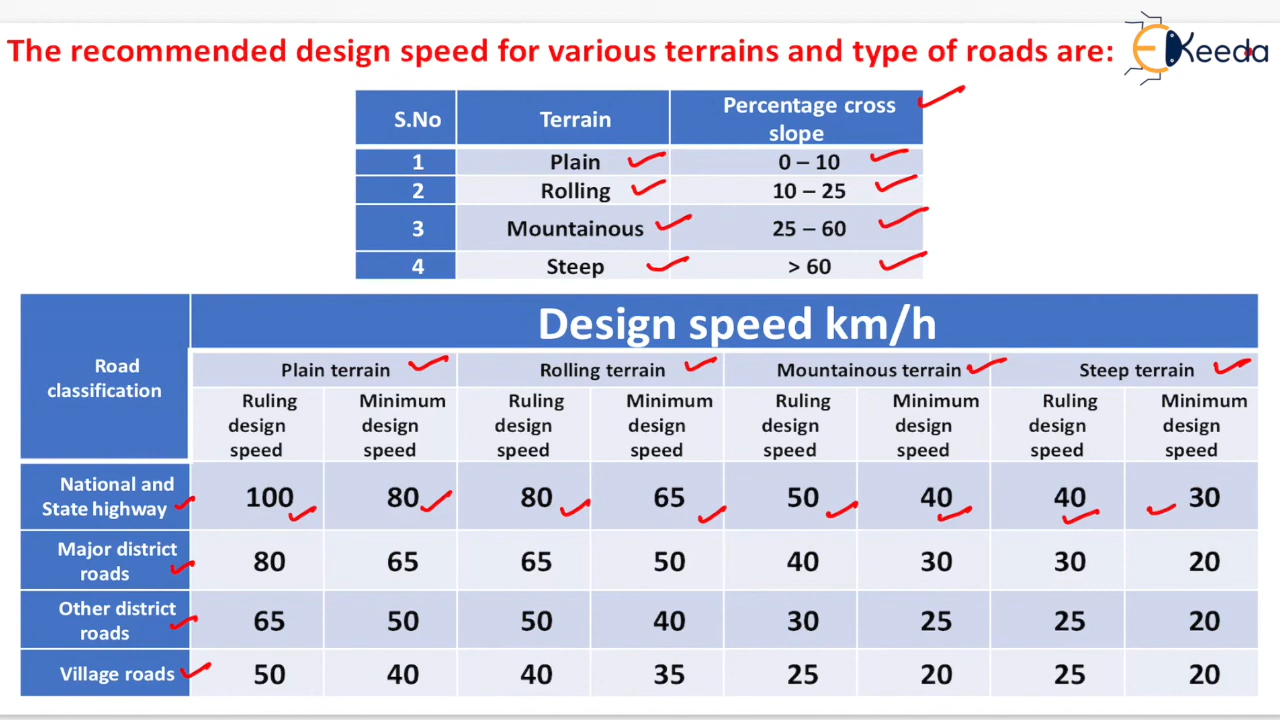 The recommended design speed for various terrains and type of roads are:
EKeeda
S.No Terrain Percentage cross slope
1 Plain 0 – 10
2 Rolling 10 – 25
3 Mountainous 25 – 60
4 Steep > 60
Road classification
Design speed km/h
Plain terrain Rolling terrain Mountainous terrain Steep terrain
Ruling design speed Minimum design speed Ruling design speed Minimum design speed Ruling design speed Minimum design speed Ruling design speed Minimum design speed
National and State highway 100 80 80 65 50 40 40 30
Major district roads 80 65 65 50 40 30 30 20
Other district roads 65 50 50 40 30 25 25 20
Village roads 50 40 40 35 25 20 25 20